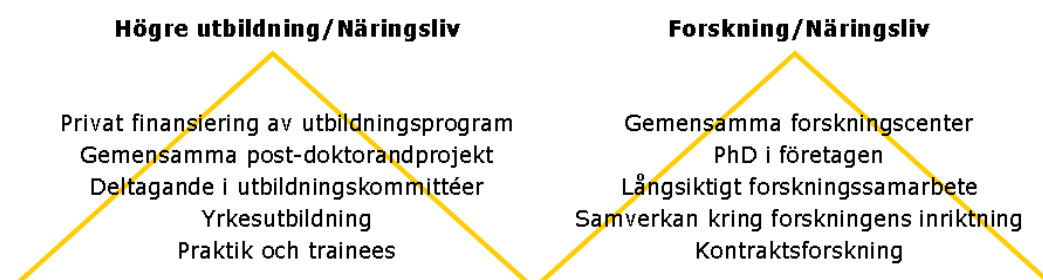 Högre utbildning/Näringsliv
Privat finansiering av utbildningsprogram
Gemensamma post-doktorandprojekt
Deltagande i utbildningskommittéer
Yrkesutbildning
Praktik och trainees
Forskning/Näringsliv
Gemensamma forskningscenter
PhD i företagen
Långsiktigt forskningssamarbete
Samverkan kring forskningens inriktning
Kontraktsforskning